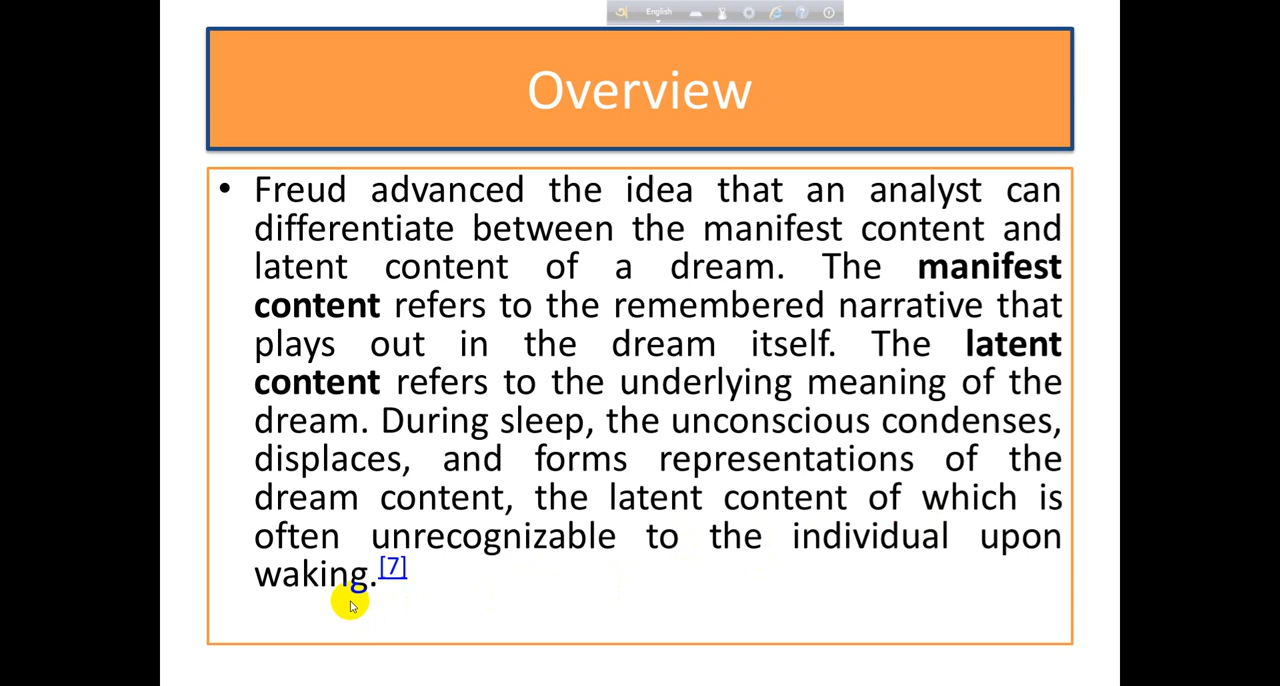 English
Overview
• Freud advanced the idea that an analyst can
differentiate between the manifest content and
latent content of a dream. The manifest
content refers to the remembered narrative that
plays out in the dream itself. The latent
content refers to the underlying meaning of the
dream. During sleep, the unconscious condenses,
displaces, and forms representations of the
dream content, the latent content of which is
often unrecognizable to the individual upon
waking.[7]